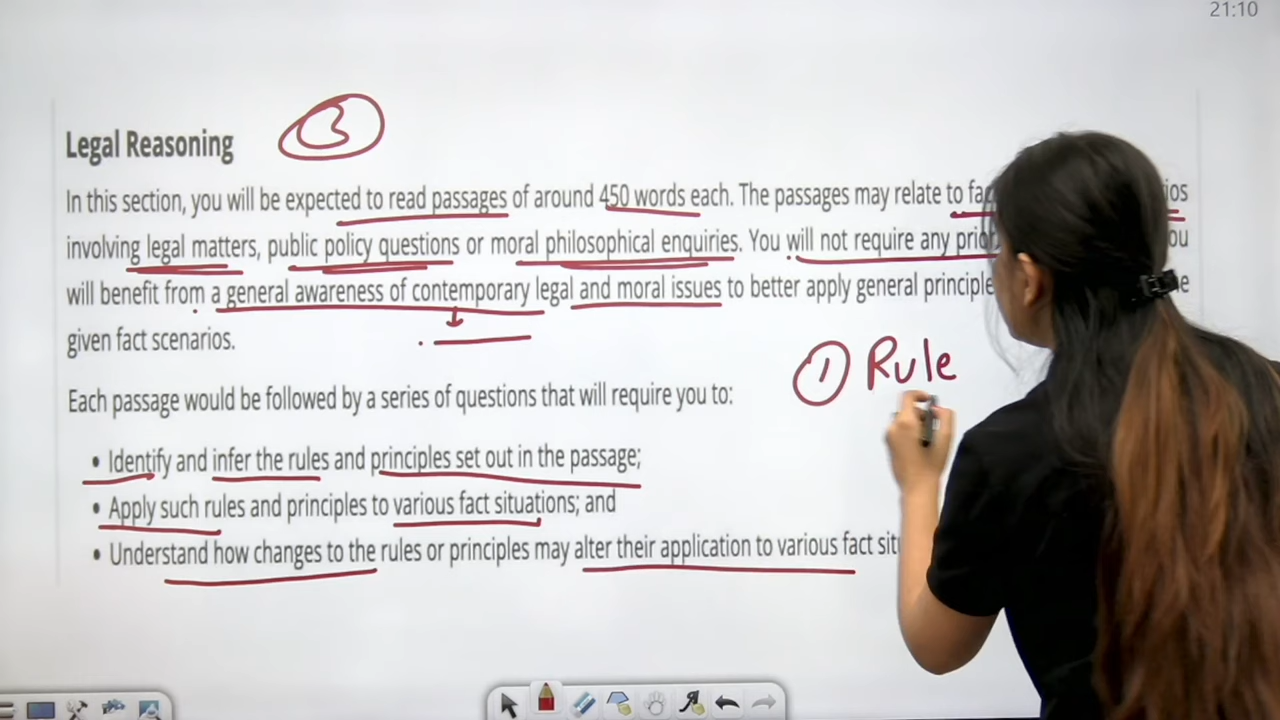 21:10
Legal Reasoning
3
In this section, you will be expected to read passages of around 450 words each. The passages may relate to
involving legal matters, public policy questions or moral philosophical enquiries. You will not require any
will benefit from a general awareness of contemporary legal and moral issues to better apply general
given fact scenarios.
1 Rule
Each passage would be followed by a series of questions that will require you to:
• Identify and infer the rules and principles set out in the passage;
• Apply such rules and principles to various fact situations; and
• Understand how changes to the rules or principles may alter their application to various fact